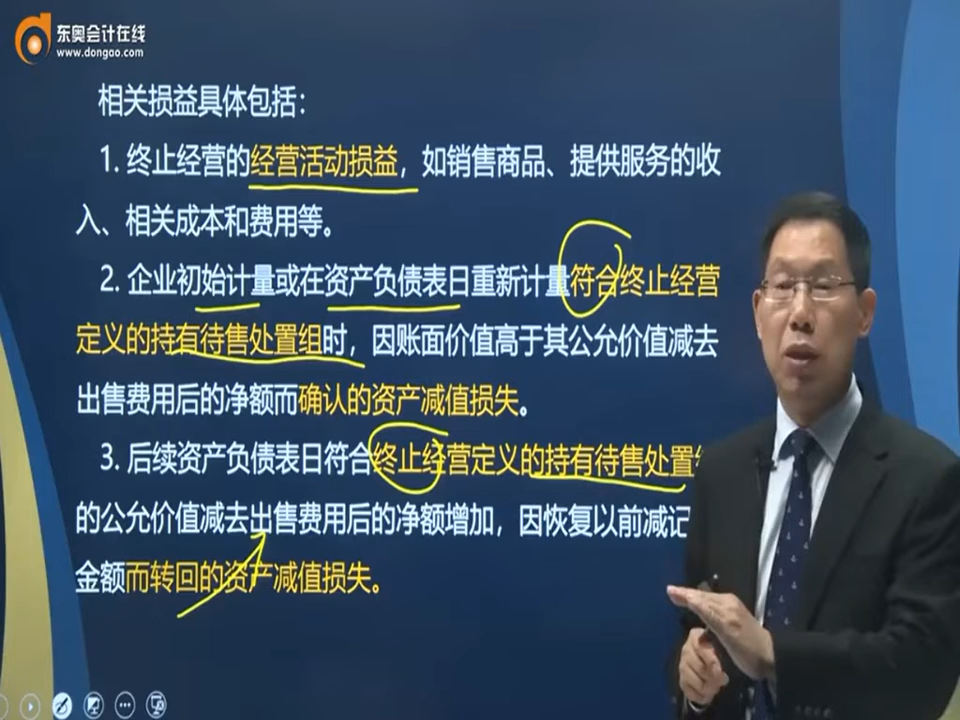 东奥会计在线
www.dongao.com
相关损益具体包括：
1. 终止经营的经营活动损益，如销售商品、提供服务的收
入、相关成本和费用等。
2. 企业初始计量或在资产负债表日重新计量符合终止经营
定义的持有待售处置组时，因账面价值高于其公允价值减去
出售费用后的净额而确认的资产减值损失。
3. 后续资产负债表日符合终止经营定义的持有待售处置
的公允价值减去出售费用后的净额增加，因恢复以前减记
金额而转回的资产减值损失。